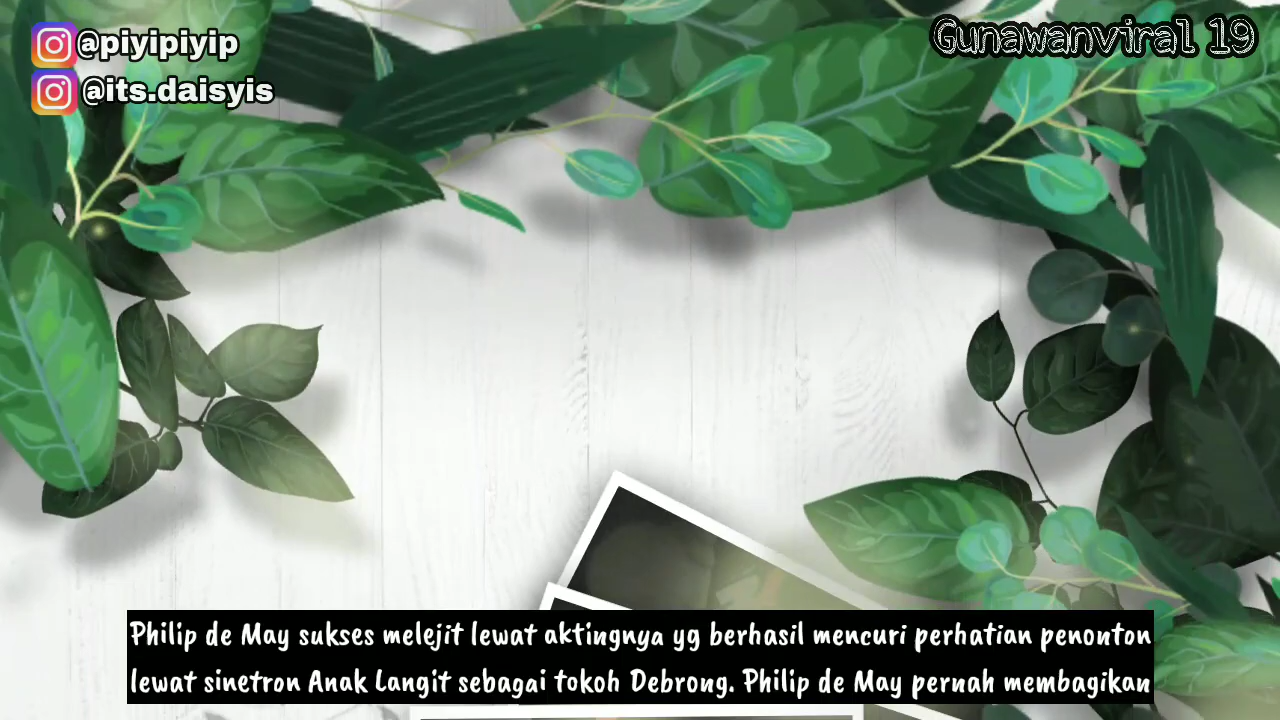 @piyipiyip
@its.daisyis
Gunawanviral 19
Philip de May sukses melejit lewat aktingnya yg berhasil mencuri perhatian penonton
lewat sinetron Anak Langit sebagai tokoh Debrong. Philip de May pernah membagikan